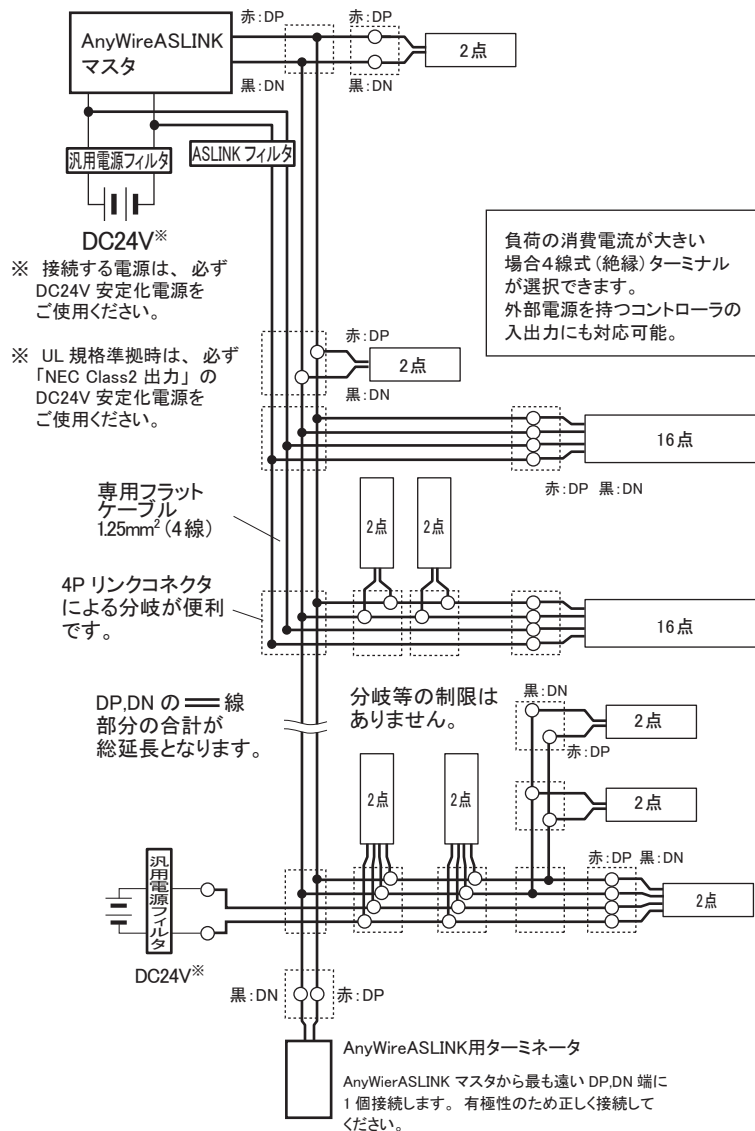 赤：DP
AnyWireASLINK
マスタ
黒：DN
赤：DP
黒：DN
2点
汎用電源フィルタ
ASLINK フィルタ
DC24V※
※ 接続する電源は、必ず
DC24V 安定化電源を
ご使用ください。
※ UL 規格準拠時は、必ず
「NEC Class2 出力」の
DC24V 安定化電源を
ご使用ください。
負荷の消費電流が大きい
場合4線式（絶縁）ターミナル
が選択できます。
外部電源を持つコントローラの
入出力にも対応可能。
赤：DP
2点
黒：DN
16点
赤：DP 黒：DN
専用フラット
ケーブル
1.25mm²（4線）
2点
2点
4P リンクコネクタ
による分岐が便利
です。
16点
DP,DN の 線
部分の合計が
総延長となります。
分岐等の制限は
ありません。
黒：DN
2点
赤：DP
2点
2点
2点
赤：DP 黒：DN
2点
汎用電源フィルタ
DC24V※
黒：DN
赤：DP
AnyWireASLINK用ターミネータ
AnyWierASLINK マスタから最も遠い DP,DN 端に
1 個接続します。有極性のため正しく接続して
ください。